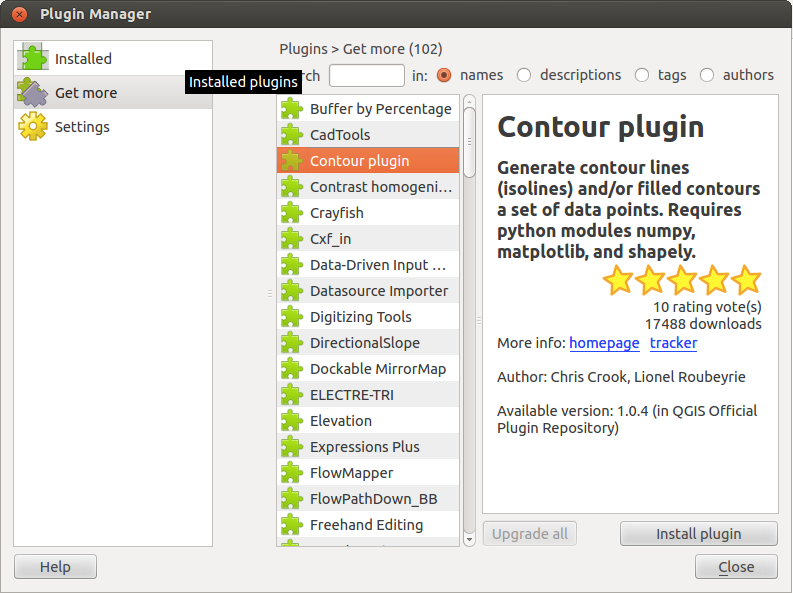 Plugin Manager
Installed
Get more
Settings
Installed plugins
Plugins > Get more (102)
in:
names
descriptions
tags
authors
Buffer by Percentage
CadTools
Contour plugin
Contrast homogeni...
Crayfish
Cxf_in
Data-Driven Input ...
Datasource Importer
Digitizing Tools
DirectionalSlope
Dockable MirrorMap
ELECTRE-TRI
Elevation
Expressions Plus
FlowMapper
FlowPathDown_BB
Freehand Editing
Contour plugin
Generate contour lines
(isolines) and/or filled contours
a set of data points. Requires
python modules numpy,
matplotlib, and shapely.
10 rating vote(s)
17488 downloads
More info: homepage tracker
Author: Chris Crook, Lionel Roubeyrie
Available version: 1.0.4 (in QGIS Official
Plugin Repository)
Upgrade all
Install plugin
Help
Close